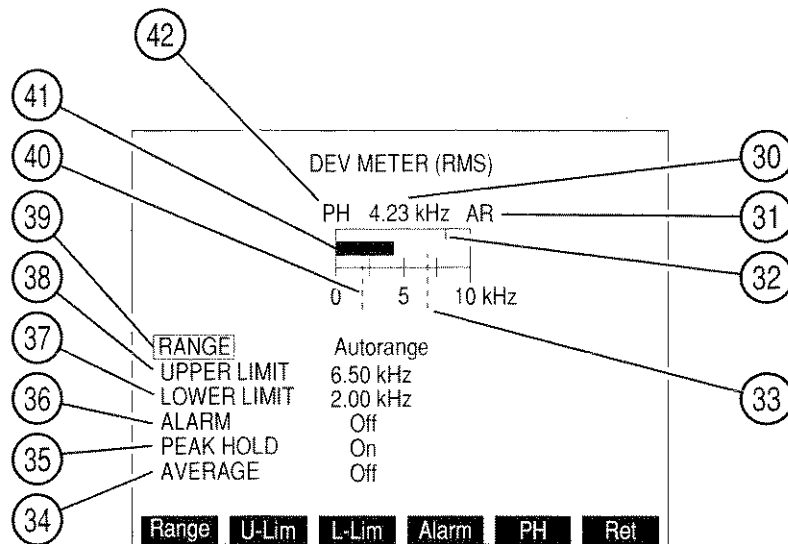 42
41
40
39
38
37
36
35
34
30
31
32
33
DEV METER (RMS)
PH 4.23 kHz AR
0 5 10 kHz
RANGE Autorange
UPPER LIMIT 6.50 kHz
LOWER LIMIT 2.00 kHz
ALARM Off
PEAK HOLD On
AVERAGE Off
Range U-Lim L-Lim Alarm PH Ret